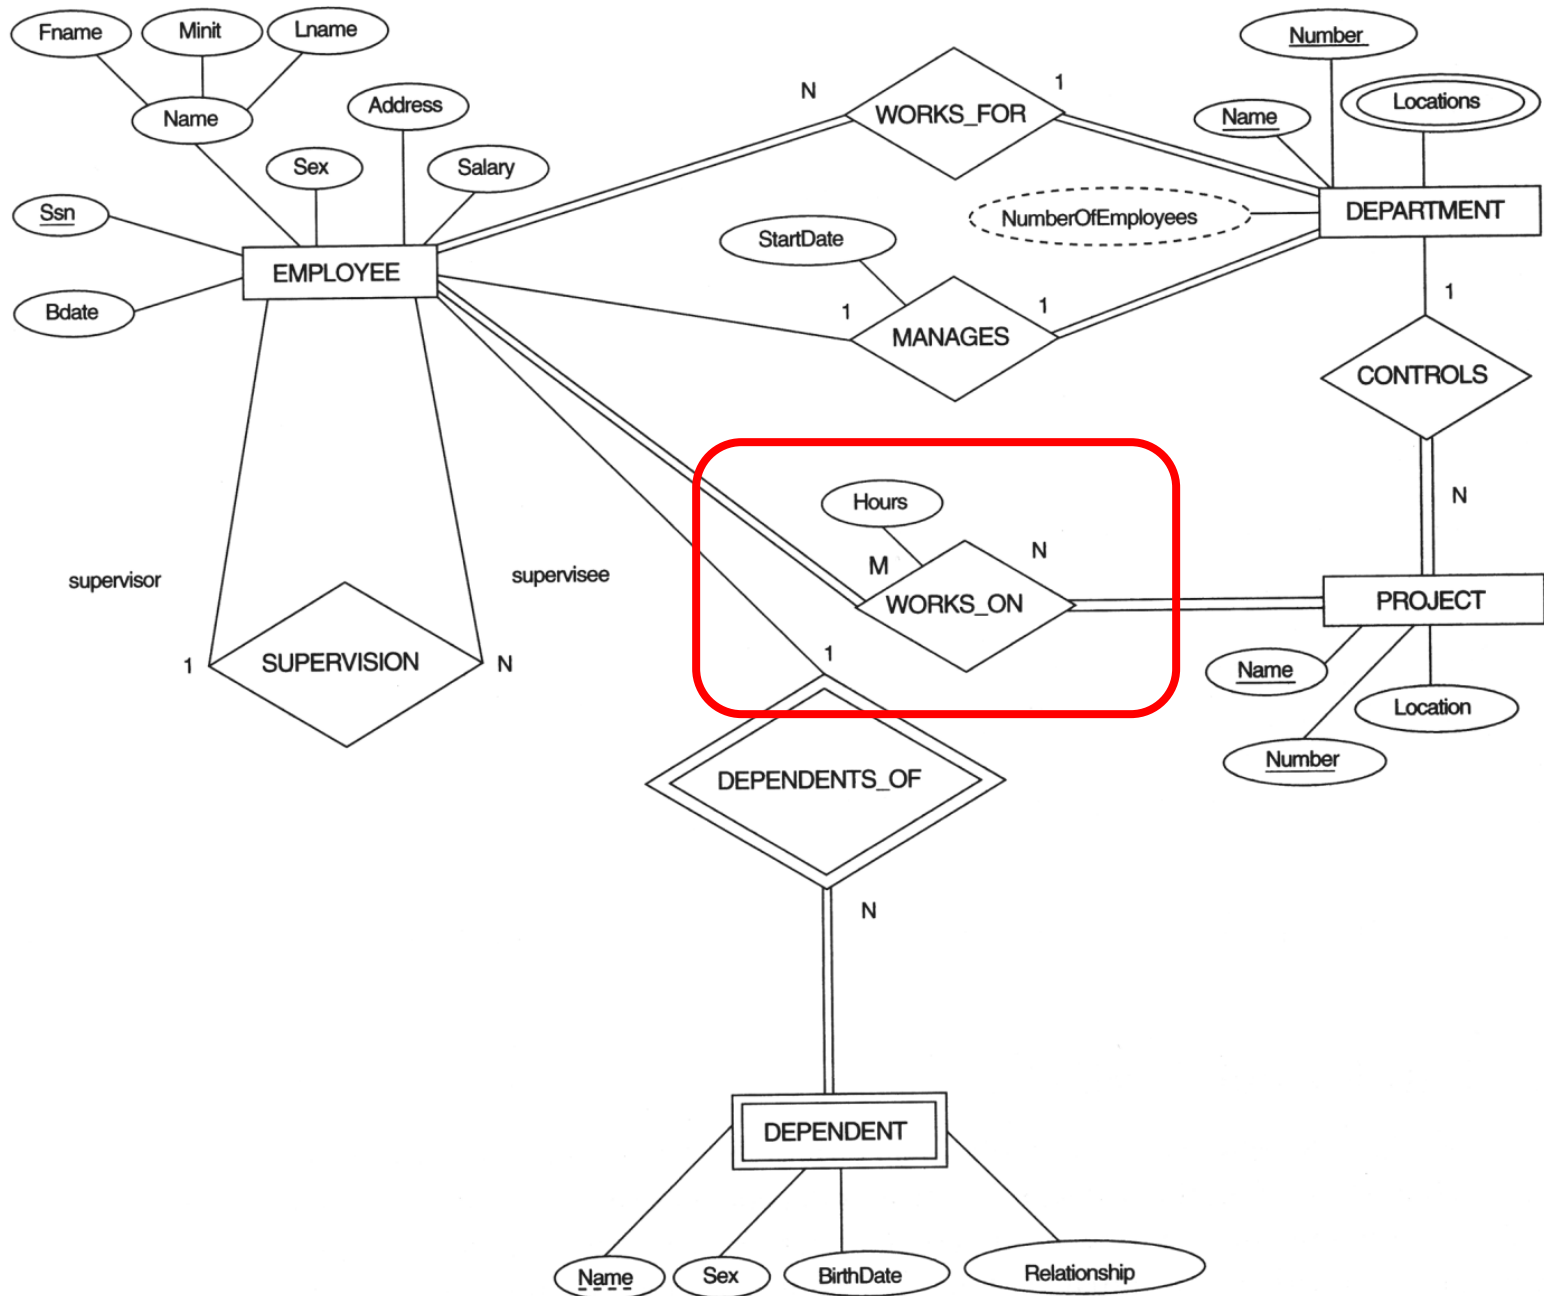 Fname
Minit
Lname
Name
Address
Sex
Salary
Ssn
Bdate
EMPLOYEE
N
WORKS_FOR
1
Number
Name
Locations
NumberOfEmployees
DEPARTMENT
StartDate
1
MANAGES
1
1
CONTROLS
N
Hours
M
WORKS_ON
N
PROJECT
Name
Number
Location
supervisor
supervisee
1
SUPERVISION
N
1
DEPENDENTS_OF
N
DEPENDENT
Name
Sex
BirthDate
Relationship